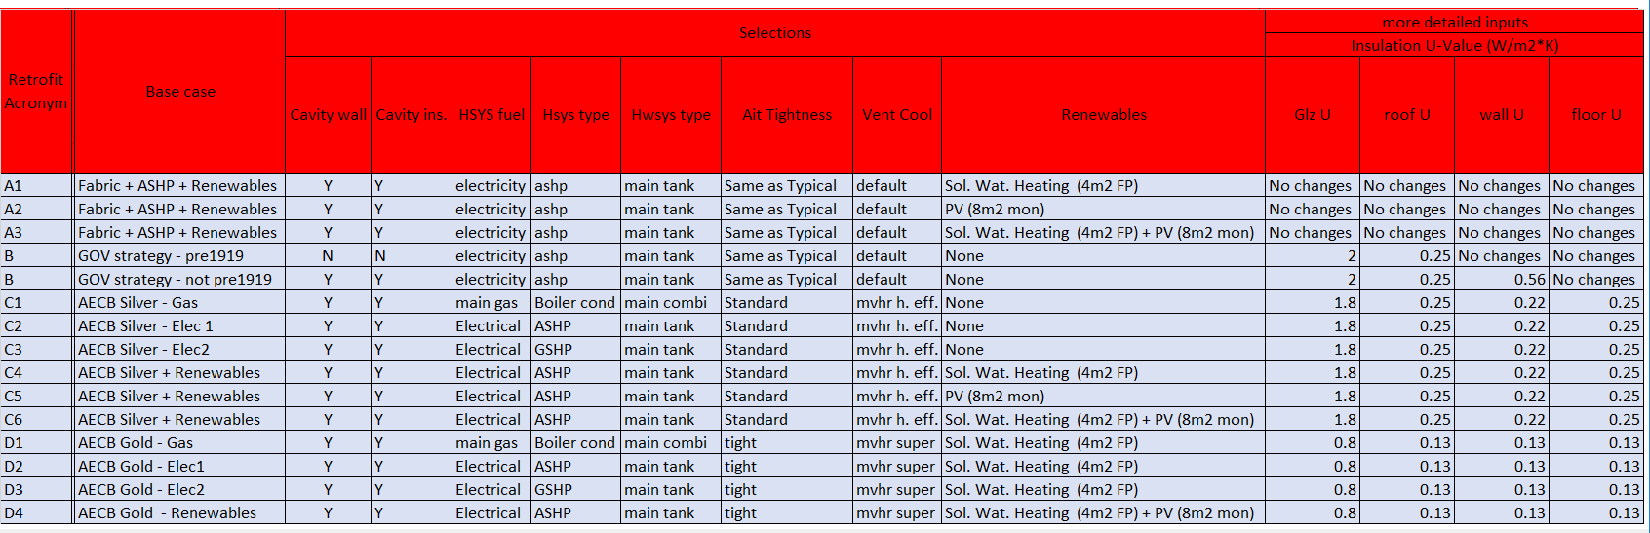 Retrofit Acronym Base case Selections more detailed inputs
Insulation U-Value (W/m2*K)
Cavity wall Cavity ins. HSYS fuel Hsys type Hwsys type Ait Tightness Vent Cool Renewables Glz U roof U wall U floor U
A1 Fabric + ASHP + Renewables Y Y electricity ashp main tank Same as Typical default Sol. Wat. Heating (4m2 FP) No changes No changes No changes No changes
A2 Fabric + ASHP + Renewables Y Y electricity ashp main tank Same as Typical default PV (8m2 mon) No changes No changes No changes No changes
A3 Fabric + ASHP + Renewables Y Y electricity ashp main tank Same as Typical default Sol. Wat. Heating (4m2 FP) + PV (8m2 mon) No changes No changes No changes No changes
B GOV strategy - pre1919 N N electricity ashp main tank Same as Typical default None 2 0.25 No changes No changes
B GOV strategy - not pre1919 Y Y electricity ashp main tank Same as Typical default None 2 0.25 0.56 No changes
C1 AECB Silver - Gas Y Y main gas Boiler cond main combi Standard mvhr h. eff. None 1.8 0.25 0.22 0.25
C2 AECB Silver - Elec 1 Y Y Electrical ASHP main tank Standard mvhr h. eff. None 1.8 0.25 0.22 0.25
C3 AECB Silver - Elec2 Y Y Electrical GSHP main tank Standard mvhr h. eff. None 1.8 0.25 0.22 0.25
C4 AECB Silver + Renewables Y Y Electrical ASHP main tank Standard mvhr h. eff. Sol. Wat. Heating (4m2 FP) 1.8 0.25 0.22 0.25
C5 AECB Silver + Renewables Y Y Electrical ASHP main tank Standard mvhr h. eff. PV (8m2 mon) 1.8 0.25 0.22 0.25
C6 AECB Silver + Renewables Y Y Electrical ASHP main tank Standard mvhr h. eff. Sol. Wat. Heating (4m2 FP) + PV (8m2 mon) 1.8 0.25 0.22 0.25
D1 AECB Gold - Gas Y Y main gas Boiler cond main combi tight mvhr super Sol. Wat. Heating (4m2 FP) 0.8 0.13 0.13 0.13
D2 AECB Gold - Elec1 Y Y Electrical ASHP main tank tight mvhr super Sol. Wat. Heating (4m2 FP) 0.8 0.13 0.13 0.13
D3 AECB Gold - Elec2 Y Y Electrical GSHP main tank tight mvhr super Sol. Wat. Heating (4m2 FP) 0.8 0.13 0.13 0.13
D4 AECB Gold - Renewables Y Y Electrical ASHP main tank tight mvhr super Sol. Wat. Heating (4m2 FP) + PV (8m2 mon) 0.8 0.13 0.13 0.13